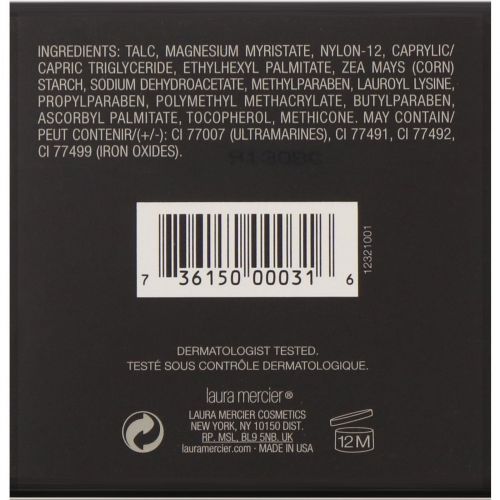 INGREDIENTS: TALC, MAGNESIUM MYRISTATE, NYLON-12, CAPRYLIC/
CAPRIC TRIGLYCERIDE, ETHYLHEXYL PALMITATE, ZEA MAYS (CORN)
STARCH, SODIUM DEHYDROACETATE, METHYLPARABEN, LAUROYL LYSINE,
PROPYLPARABEN, POLYMETHYL METHACRYLATE, BUTYLPARABEN,
ASCORBYL PALMITATE, TOCOPHEROL, METHICONE. MAY CONTAIN/
PEUT CONTENIR/(+/-): CI 77007 (ULTRAMARINES), CI 77491, CI 77492,
CI 77499 (IRON OXIDES).
7 36150 00031 6
12321001
DERMATOLOGIST TESTED.
TESTÉ SOUS CONTRÔLE DERMATOLOGIQUE.
laura mercier®
LAURA MERCIER COSMETICS
NEW YORK, NY 10150 DIST.
RP. MSL, BL9 5NB. UK
lauramercier.com - MADE IN USA
12 M